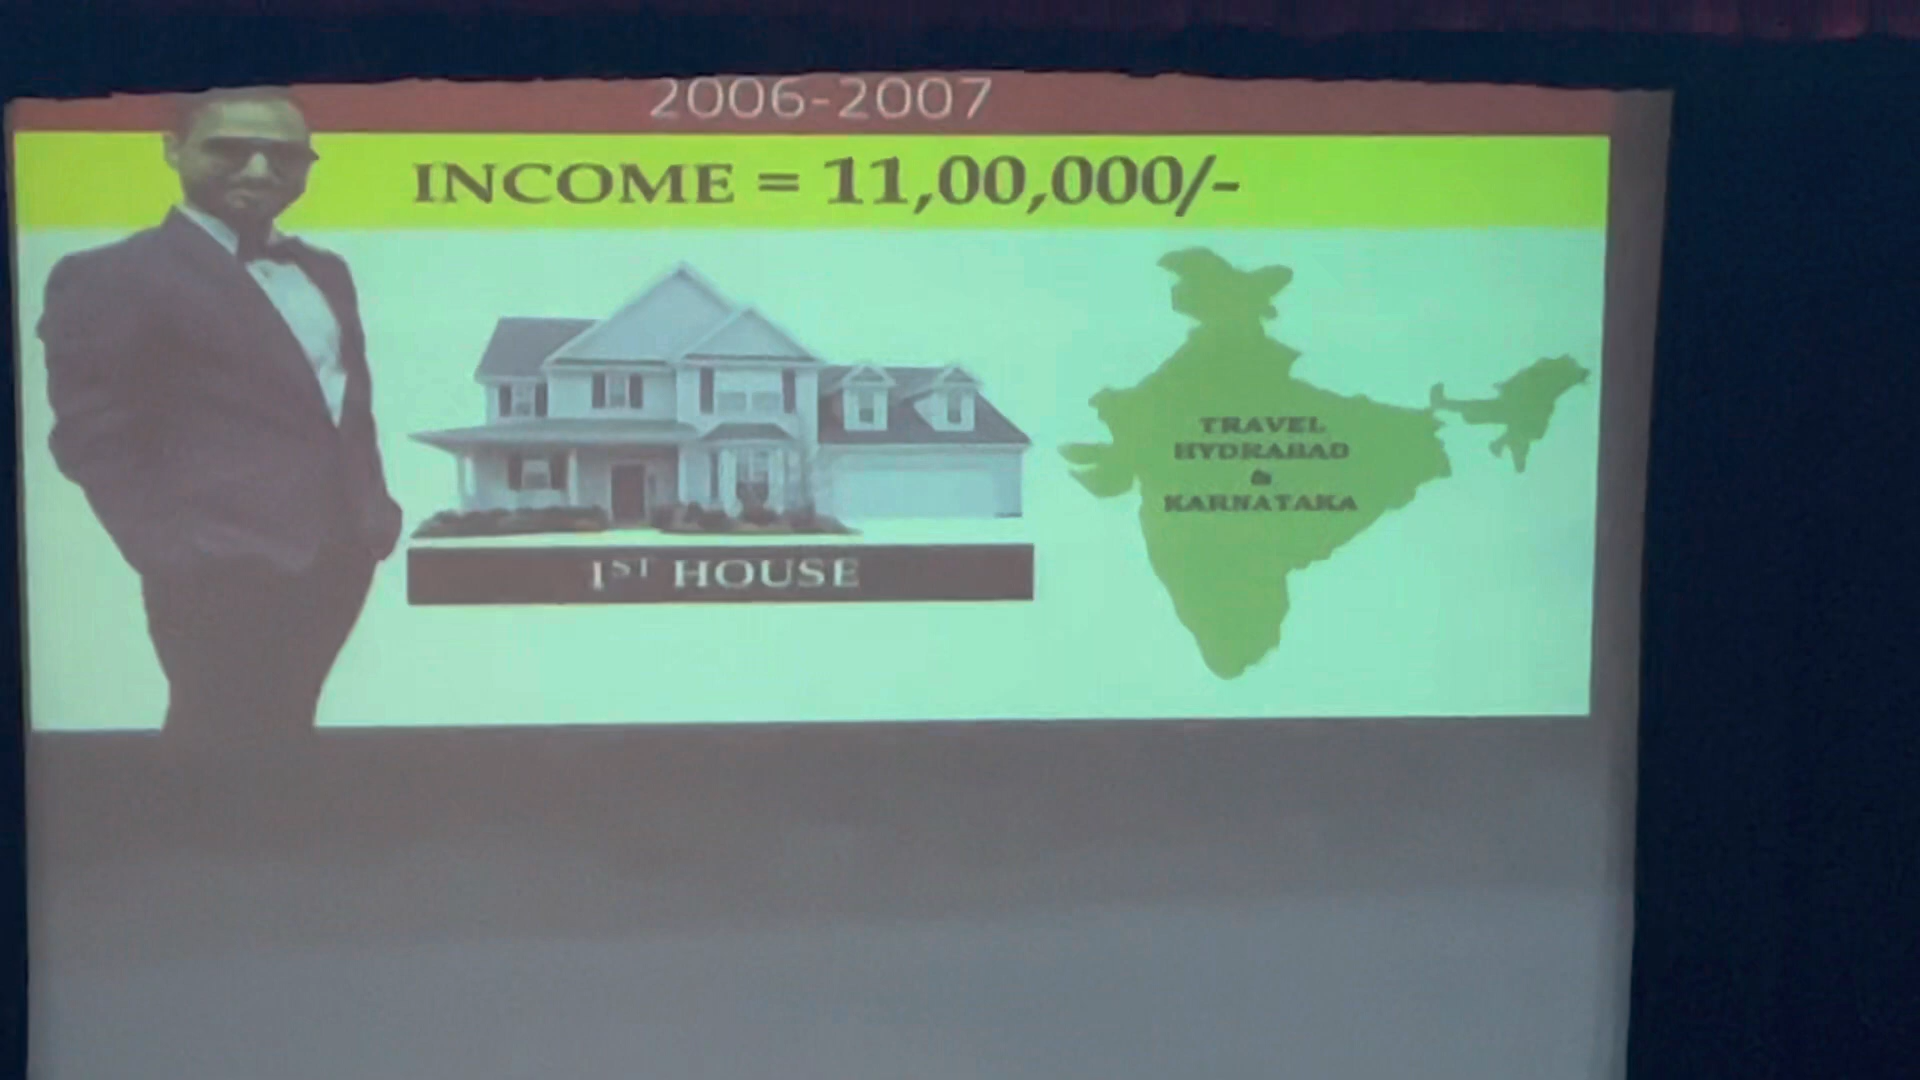 2006-2007
INCOME = 11,00,000/-
TRAVEL
HYDRABAD
&
KARNATAKA
1ST HOUSE